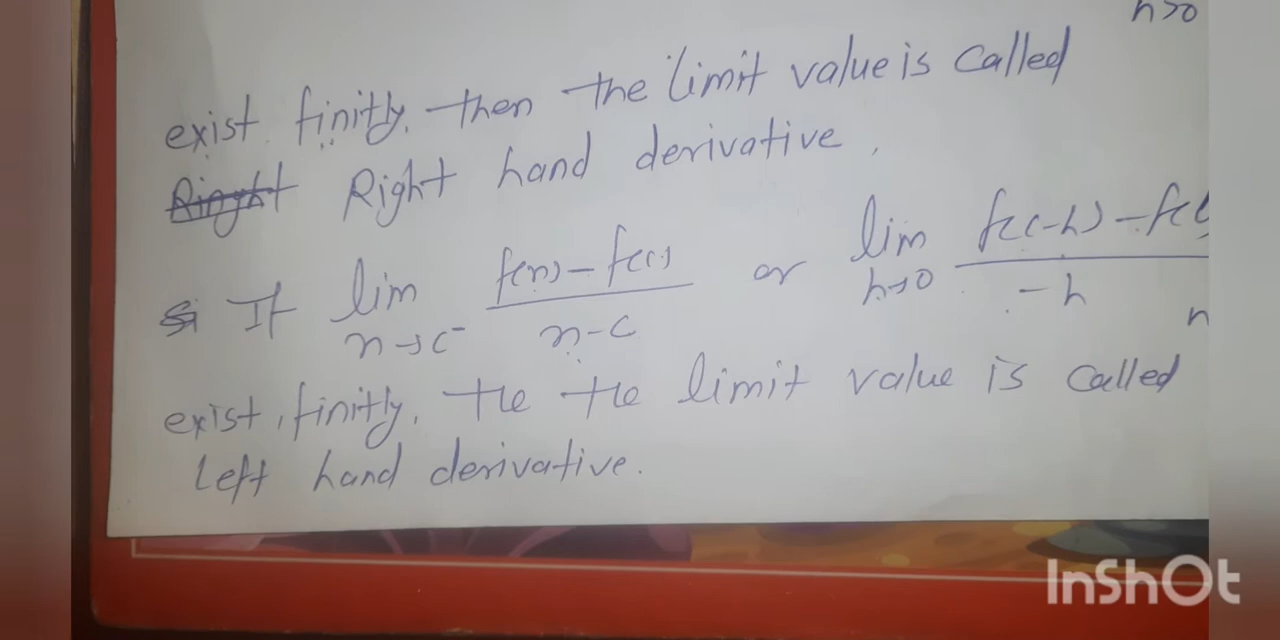 h>0
exist finitly, then the limit value is called
Right hand derivative,
If lim x→c⁻ f(x)-f(c) / x-c or lim h→0 f(c-h)-f(c / -h
exist, finitly, the the limit value is called
Left hand derivative.
InShOt